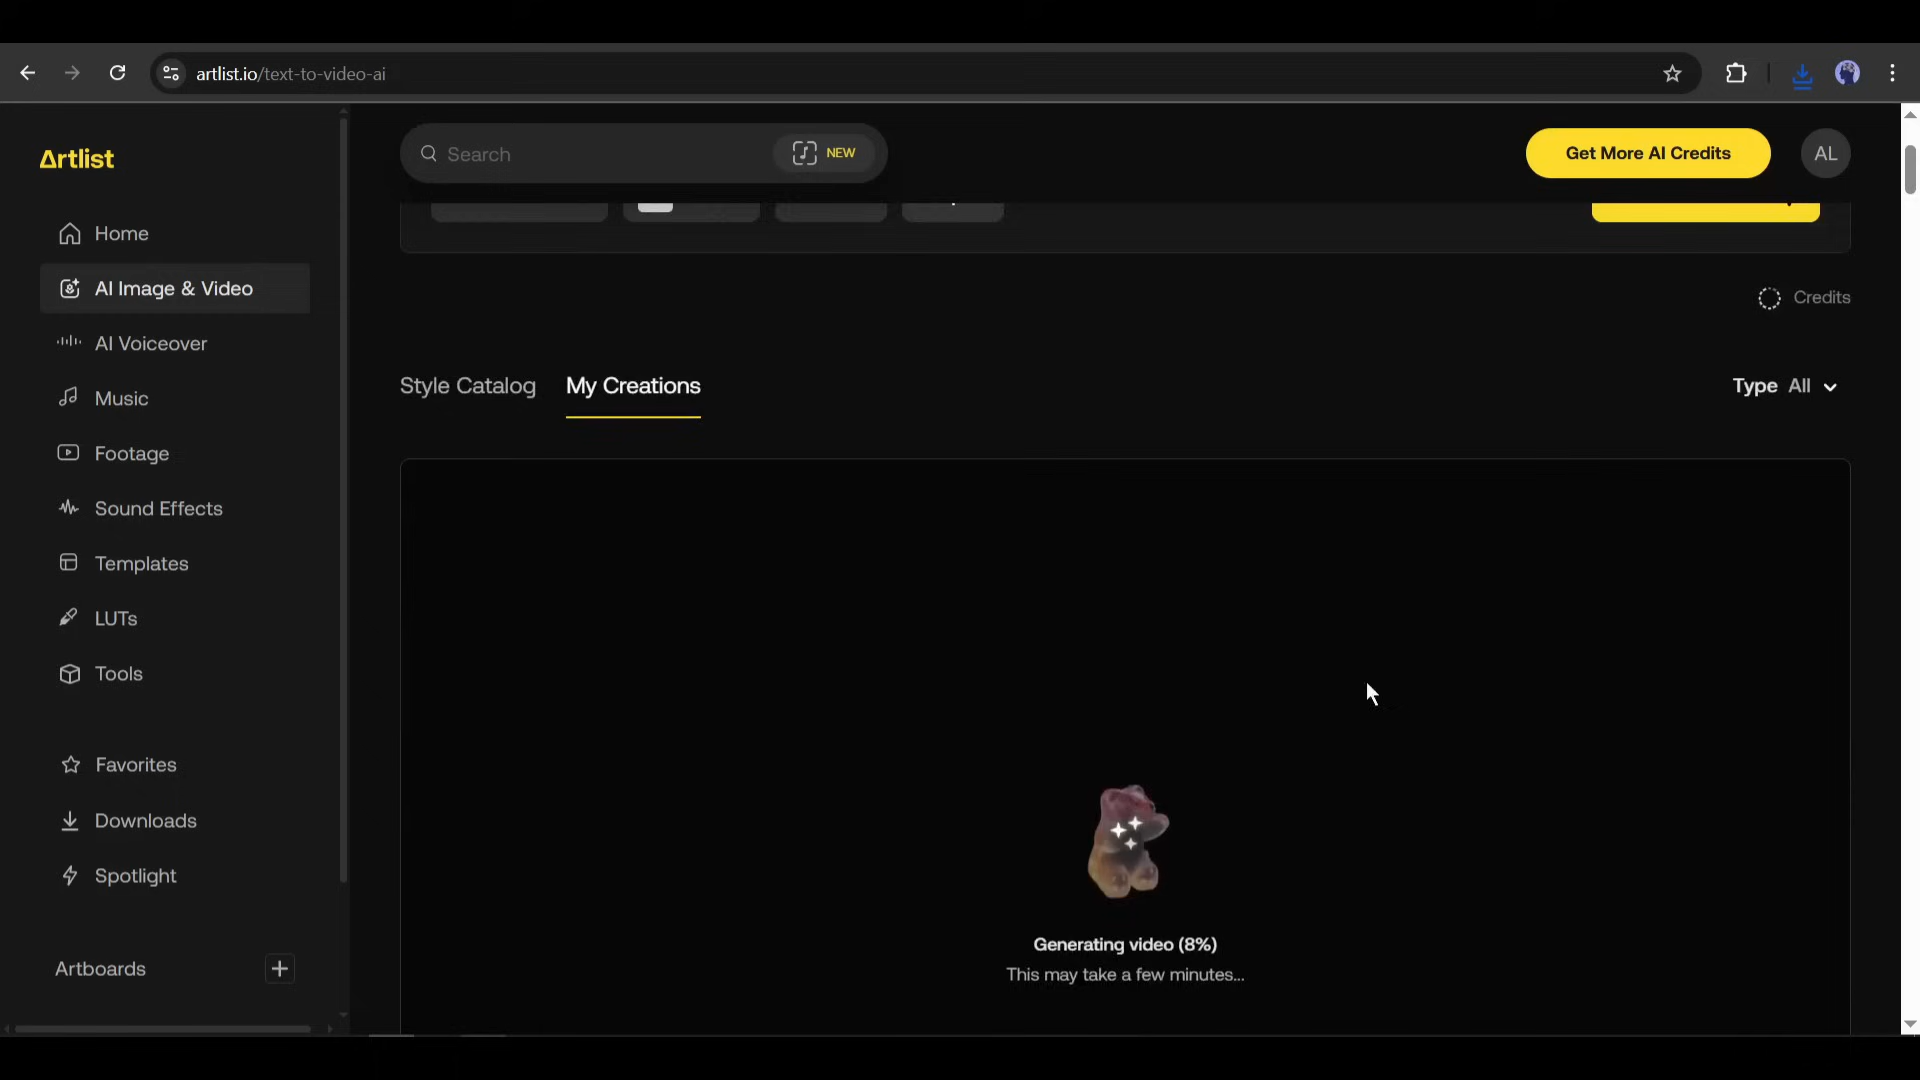 artlist.io/text-to-video-ai
Artlist
Search
NEW
Get More AI Credits
AL
Home
AI Image & Video
AI Voiceover
Music
Footage
Sound Effects
Templates
LUTs
Tools
Favorites
Downloads
Spotlight
Artboards
Credits
Style Catalog
My Creations
Type All
Generating video (8%)
This may take a few minutes...